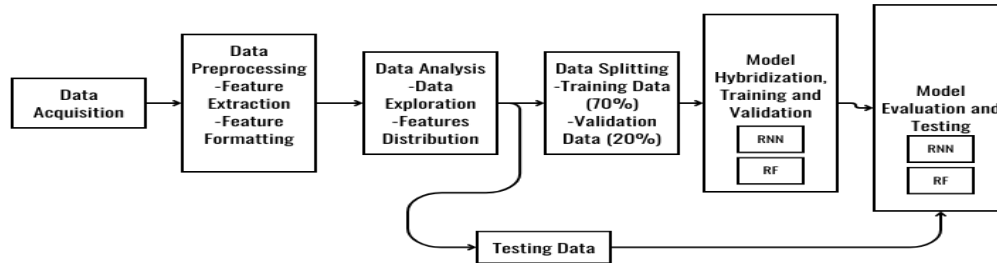 Data
Acquisition
Data
Preprocessing
-Feature
Extraction
-Feature
Formatting
Data Analysis
-Data
Exploration
-Features
Distribution
Data Splitting
-Training Data
(70%)
-Validation
Data (20%)
Model
Hybridization,
Training and
Validation
RNN
RF
Model
Evaluation and
Testing
RNN
RF
Testing Data